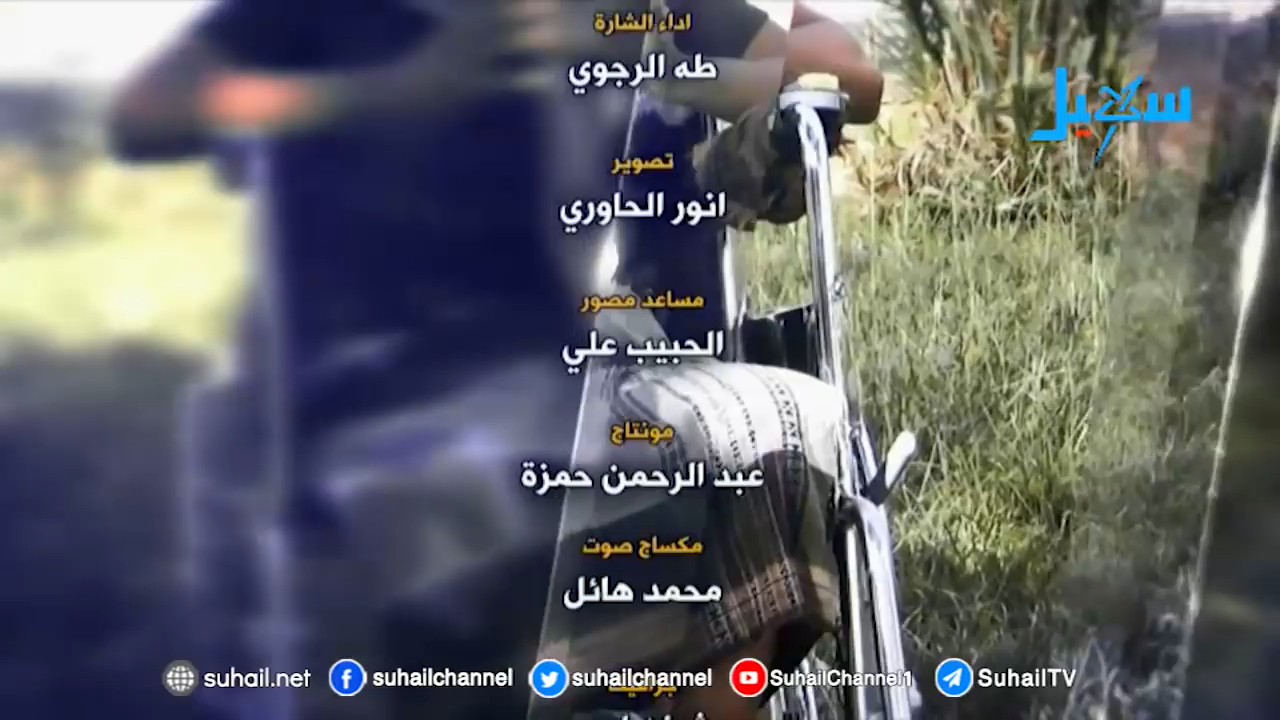 اداء الشارة
طه الرجوي
سهيل
تصوير
انور الحاوري
مساعد مصور
الحبيب علي
مونتاج
عبد الرحمن حمزة
مكساج صوت
محمد هائل
suhail.net
suhailchannel
suhailchannel
SuhailChannel1
SuhailTV
جرافيك